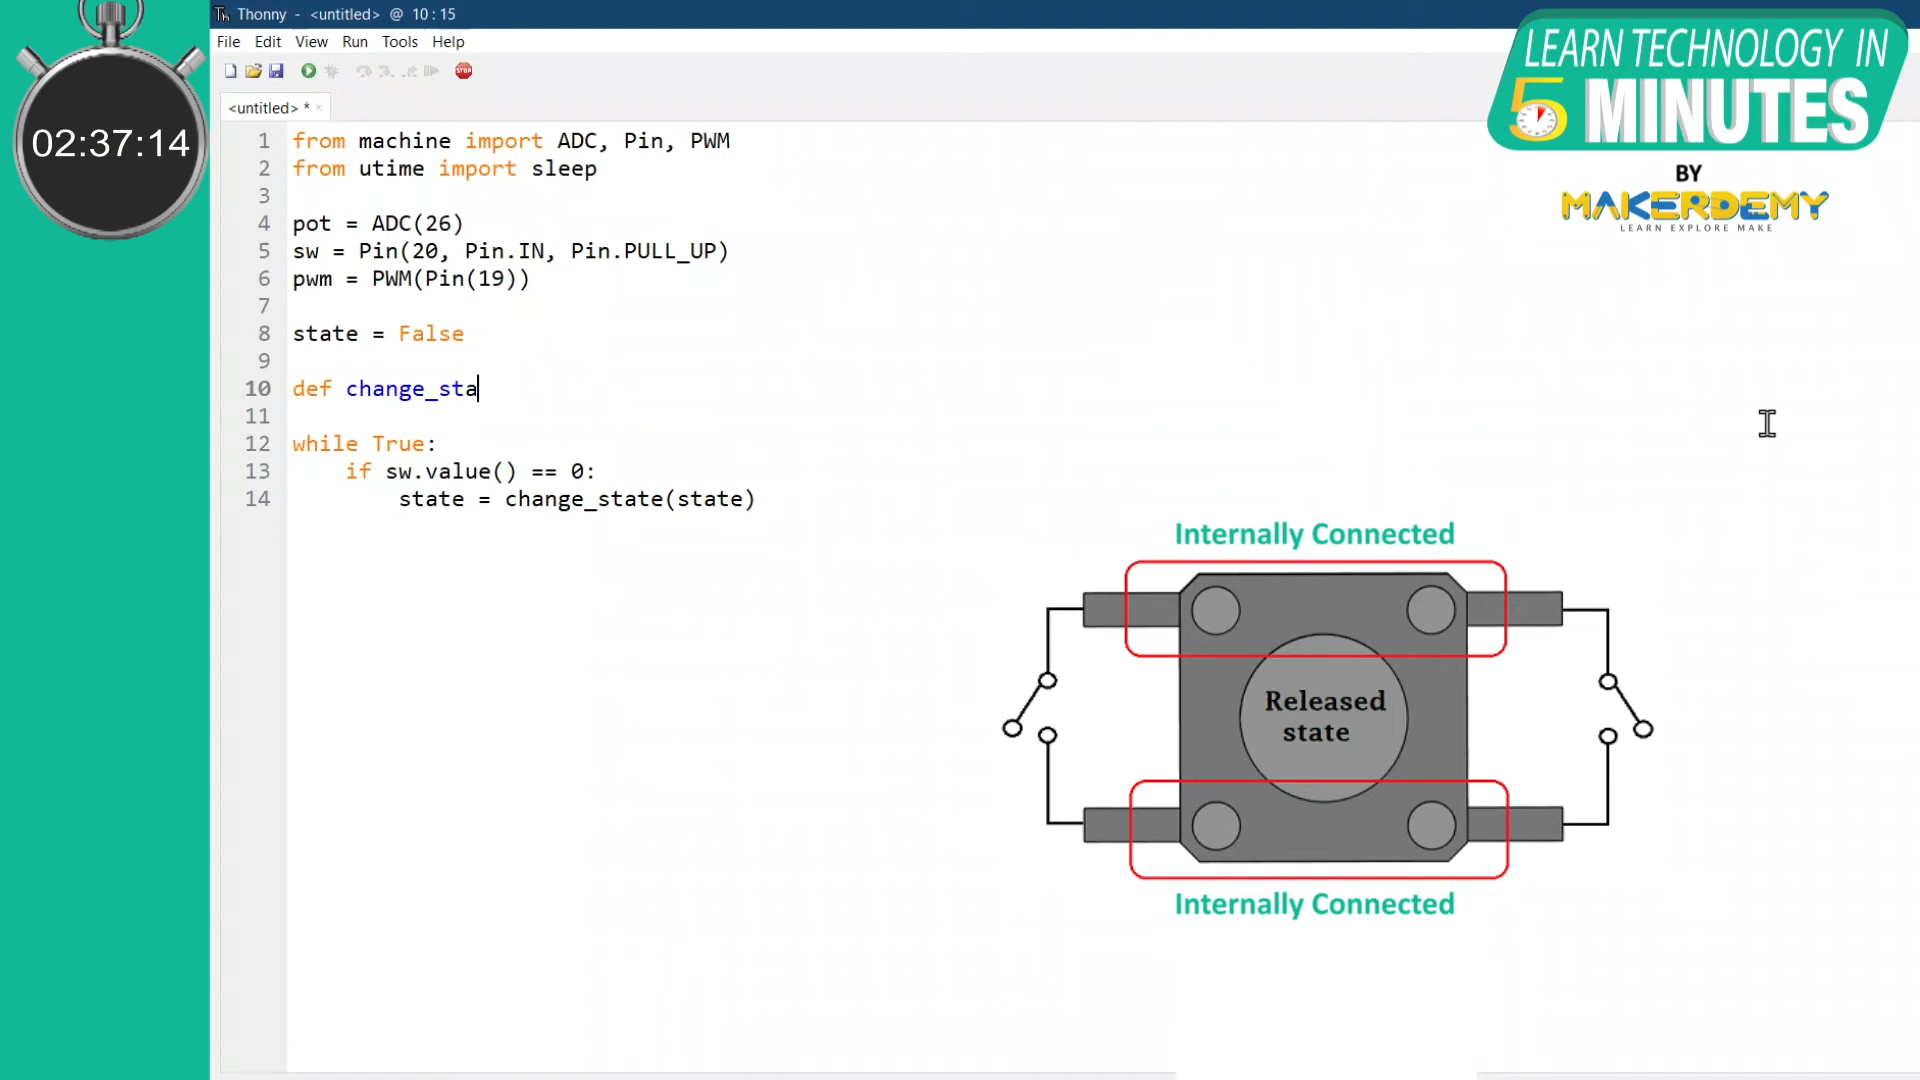 Thonny - <untitled> @ 10 : 15
File Edit View Run Tools Help
STOP
<untitled> * ×
02:37:14
1 from machine import ADC, Pin, PWM
2 from utime import sleep
3
4 pot = ADC(26)
5 sw = Pin(20, Pin.IN, Pin.PULL_UP)
6 pwm = PWM(Pin(19))
7
8 state = False
9
10 def change_sta
11
12 while True:
13 if sw.value() == 0:
14 state = change_state(state)
LEARN TECHNOLOGY IN
5 MINUTES
BY
MAKERDEMY
LEARN EXPLORE MAKE
Internally Connected
Released
state
Internally Connected